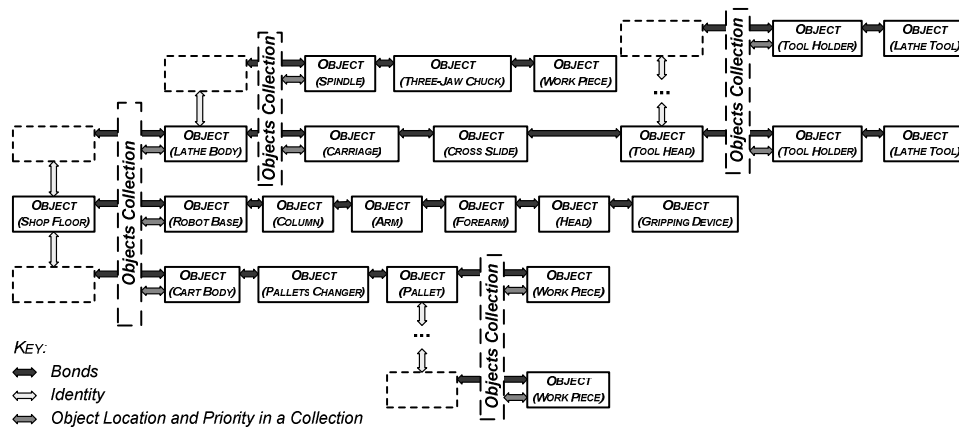 OBJECT OBJECT
(TOOL HOLDER) (LATHE TOOL)
OBJECT OBJECT OBJECT
(SPINDLE) (THREE-JAW CHUCK) (WORK PIECE)
...
OBJECT OBJECT OBJECT OBJECT OBJECT OBJECT
(LATHE BODY) (CARRIAGE) (CROSS SLIDE) (TOOL HEAD) (TOOL HOLDER) (LATHE TOOL)
Objects Collection
Objects Collection
Objects Collection
OBJECT OBJECT OBJECT OBJECT OBJECT OBJECT OBJECT
(SHOP FLOOR) (ROBOT BASE) (COLUMN) (ARM) (FOREARM) (HEAD) (GRIPPING DEVICE)
OBJECT OBJECT OBJECT OBJECT
(CART BODY) (PALLETS CHANGER) (PALLET) (WORK PIECE)
Objects Collection
...
OBJECT
(WORK PIECE)
KEY:
Bonds
Identity
Object Location and Priority in a Collection